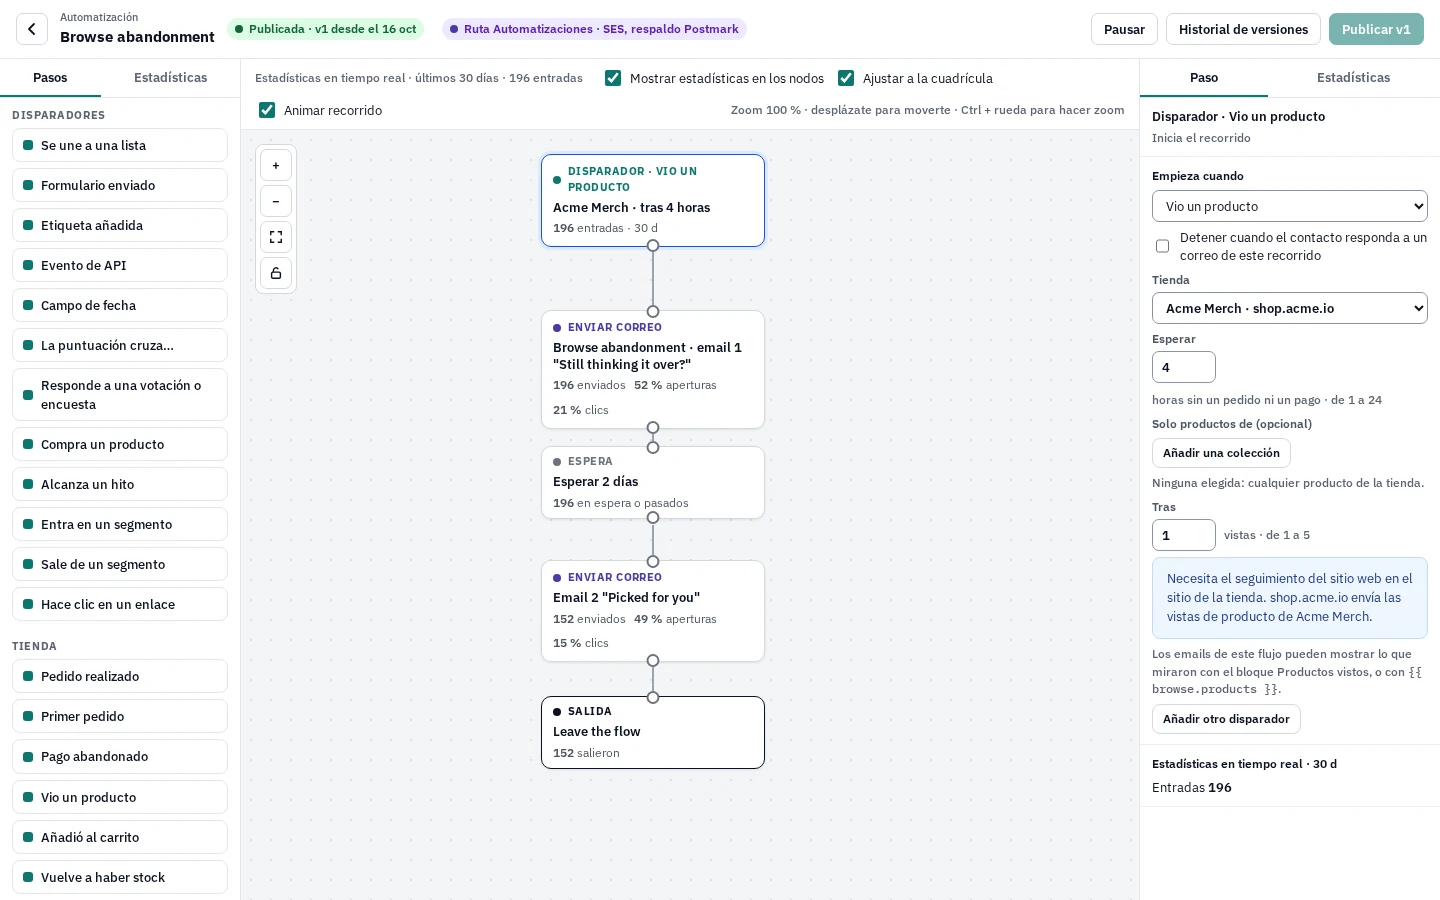 Automatización
Browse abandonment
Publicada · v1 desde el 16 oct
Ruta Automatizaciones · SES, respaldo Postmark
Pausar
Historial de versiones
Publicar v1
Pasos
Estadísticas
DISPARADORES
Se une a una lista
Formulario enviado
Etiqueta añadida
Evento de API
Campo de fecha
La puntuación cruza…
Responde a una votación o
encuesta
Compra un producto
Alcanza un hito
Entra en un segmento
Sale de un segmento
Hace clic en un enlace
TIENDA
Pedido realizado
Primer pedido
Pago abandonado
Vio un producto
Añadió al carrito
Vuelve a haber stock
Estadísticas en tiempo real · últimos 30 días · 196 entradas
Mostrar estadísticas en los nodos
Ajustar a la cuadrícula
Animar recorrido
Zoom 100 % · desplázate para moverte · Ctrl + rueda para hacer zoom
+
−
DISPARADOR · VIO UN
PRODUCTO
Acme Merch · tras 4 horas
196 entradas · 30 d
ENVIAR CORREO
Browse abandonment · email 1
"Still thinking it over?"
196 enviados 52 % aperturas
21 % clics
ESPERA
Esperar 2 días
196 en espera o pasados
ENVIAR CORREO
Email 2 "Picked for you"
152 enviados 49 % aperturas
15 % clics
SALIDA
Leave the flow
152 salieron
Paso
Estadísticas
Disparador · Vio un producto
Inicia el recorrido
Empieza cuando
Vio un producto
Detener cuando el contacto responda a un
correo de este recorrido
Tienda
Acme Merch · shop.acme.io
Esperar
4
horas sin un pedido ni un pago · de 1 a 24
Solo productos de (opcional)
Añadir una colección
Ninguna elegida: cualquier producto de la tienda.
Tras
1
vistas · de 1 a 5
Necesita el seguimiento del sitio web en el
sitio de la tienda. shop.acme.io envía las
vistas de producto de Acme Merch.
Los emails de este flujo pueden mostrar lo que
miraron con el bloque Productos vistos, o con {{
browse.products }}.
Añadir otro disparador
Estadísticas en tiempo real · 30 d
Entradas 196